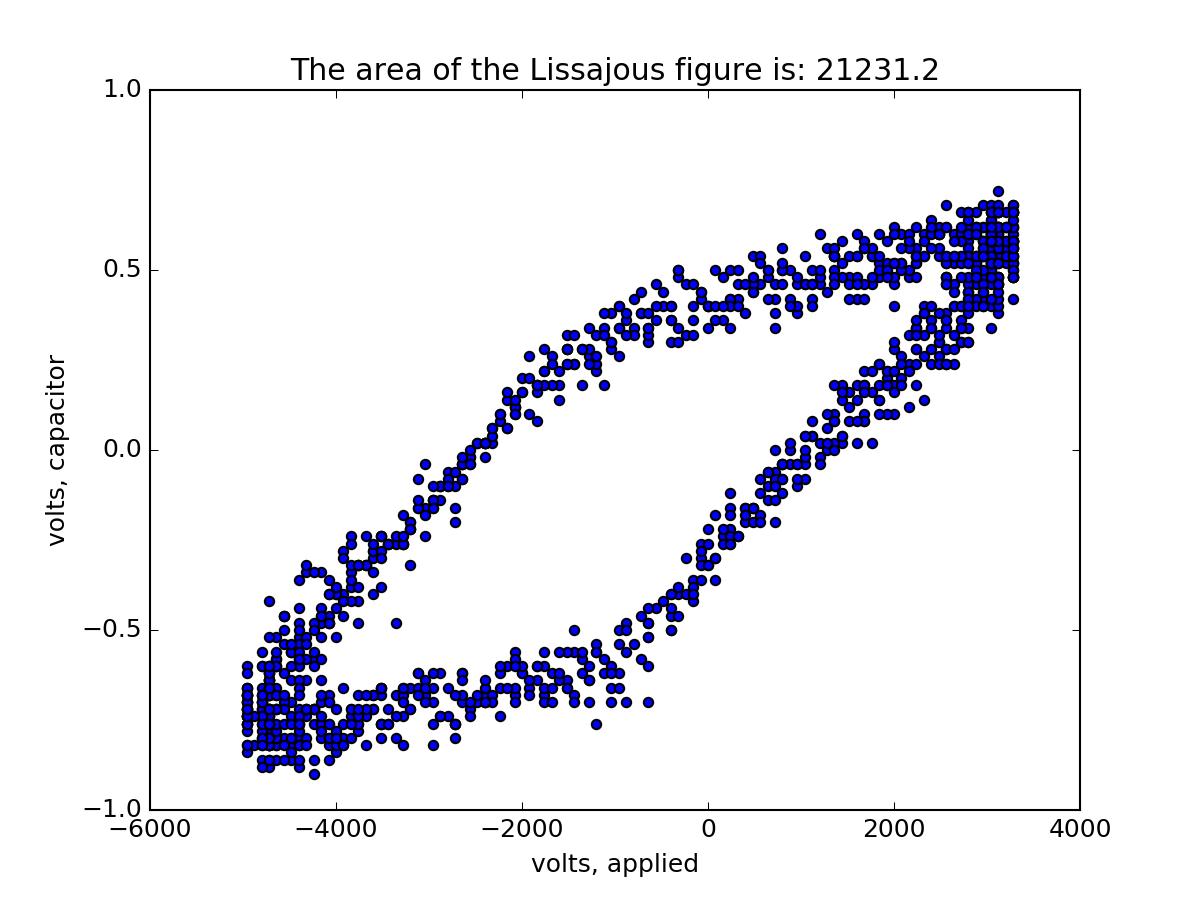 The area of the Lissajous figure is: 21231.2
1.0
0.5
0.0
−0.5
−1.0
volts, capacitor
−6000 −4000 −2000 0 2000 4000
volts, applied